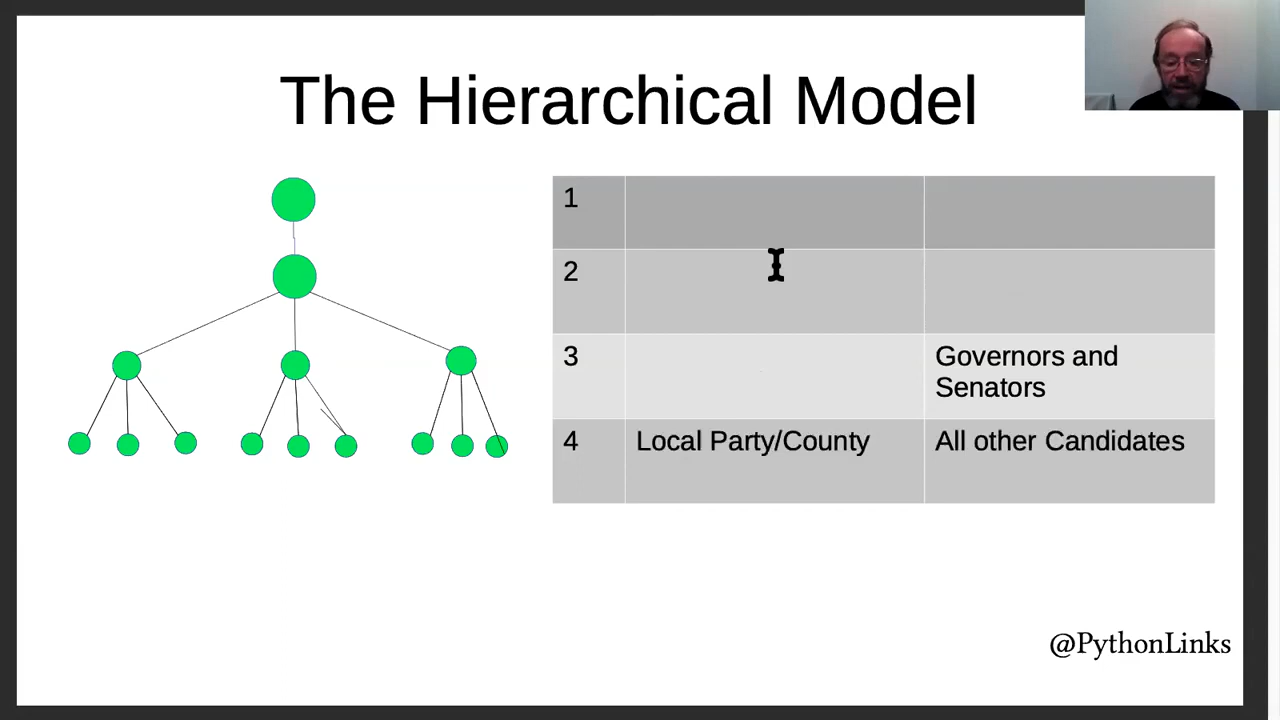 The Hierarchical Model
1
2
3
Governors and
Senators
4 Local Party/County All other Candidates
@PythonLinks